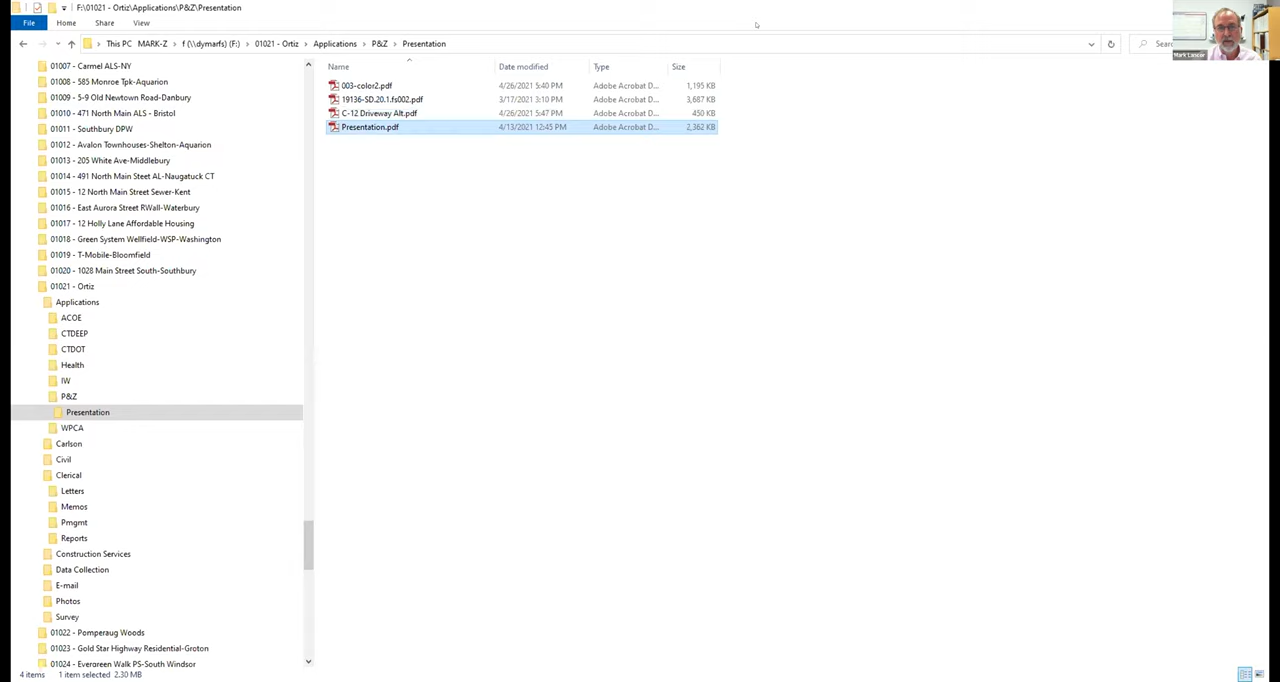 F:\01021 - Ortiz\Applications\P&Z\Presentation
File Home Share View
This PC MARK-Z f (\\dymarfs) (F:) 01021 - Ortiz Applications P&Z Presentation
Mark Lancor
Name Date modified Type Size
003-color2.pdf 4/26/2021 5:40 PM Adobe Acrobat D... 1,195 KB
19136-SD.20.1.fs002.pdf 3/17/2021 3:10 PM Adobe Acrobat D... 3,687 KB
C-12 Driveway Alt.pdf 4/26/2021 5:47 PM Adobe Acrobat D... 450 KB
Presentation.pdf 4/13/2021 12:45 PM Adobe Acrobat D... 2,362 KB
01007 - Carmel ALS-NY
01008 - 585 Monroe Tpk-Aquarion
01009 - 5-9 Old Newtown Road-Danbury
01010 - 471 North Main ALS - Bristol
01011 - Southbury DPW
01012 - Avalon Townhouses-Shelton-Aquarion
01013 - 205 White Ave-Middlebury
01014 - 491 North Main Steet AL-Naugatuck CT
01015 - 12 North Main Street Sewer-Kent
01016 - East Aurora Street RWall-Waterbury
01017 - 12 Holly Lane Affordable Housing
01018 - Green System Wellfield-WSP-Washington
01019 - T-Mobile-Bloomfield
01020 - 1028 Main Street South-Southbury
01021 - Ortiz
Applications
ACOE
CTDEEP
CTDOT
Health
IW
P&Z
Presentation
WPCA
Carlson
Civil
Clerical
Letters
Memos
Pmgmt
Reports
Construction Services
Data Collection
E-mail
Photos
Survey
01022 - Pomperaug Woods
01023 - Gold Star Highway Residential-Groton
01024 - Evergreen Walk PS-South Windsor
4 items 1 item selected 2.30 MB